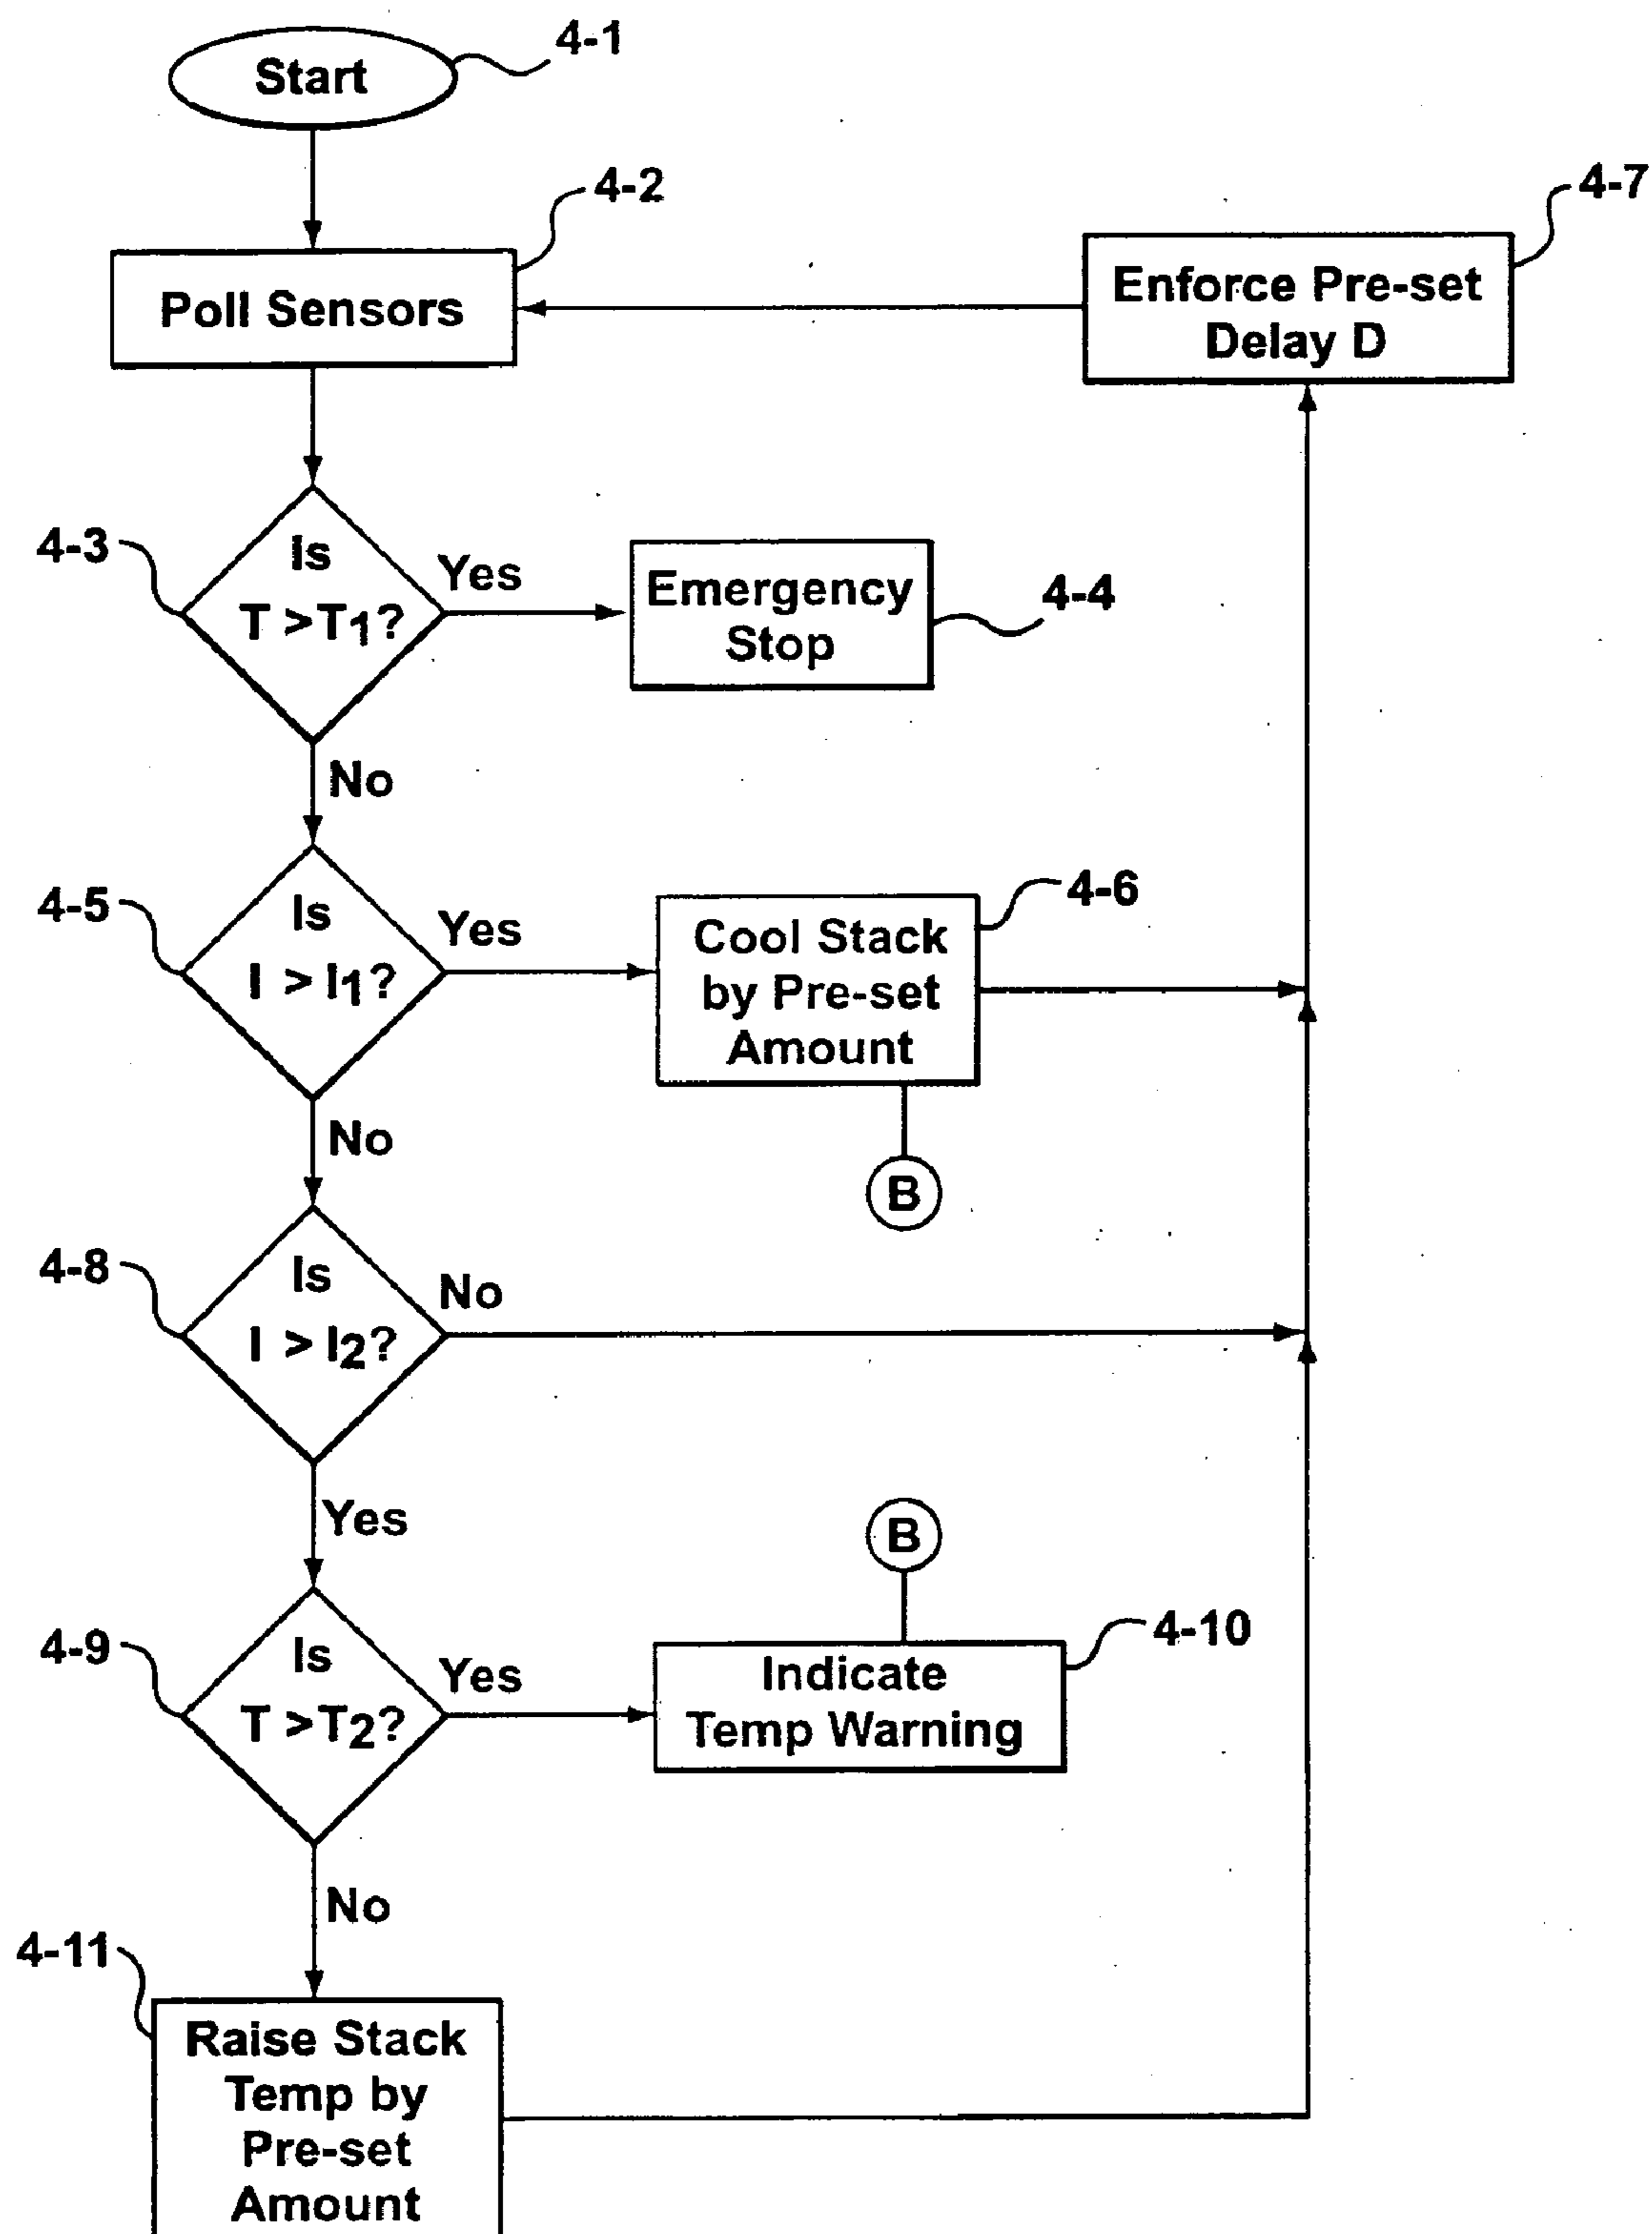 Start
4-1
4-2
Poll Sensors
4-7
Enforce Pre-set
Delay D
4-3
Is
T >T1?
Yes
Emergency
Stop
4-4
No
4-5
Is
I > I1?
Yes
4-6
Cool Stack
by Pre-set
Amount
B
No
4-8
Is
I > I2?
No
Yes
4-9
Is
T >T2?
Yes
B
4-10
Indicate
Temp Warning
No
4-11
Raise Stack
Temp by
Pre-set
Amount